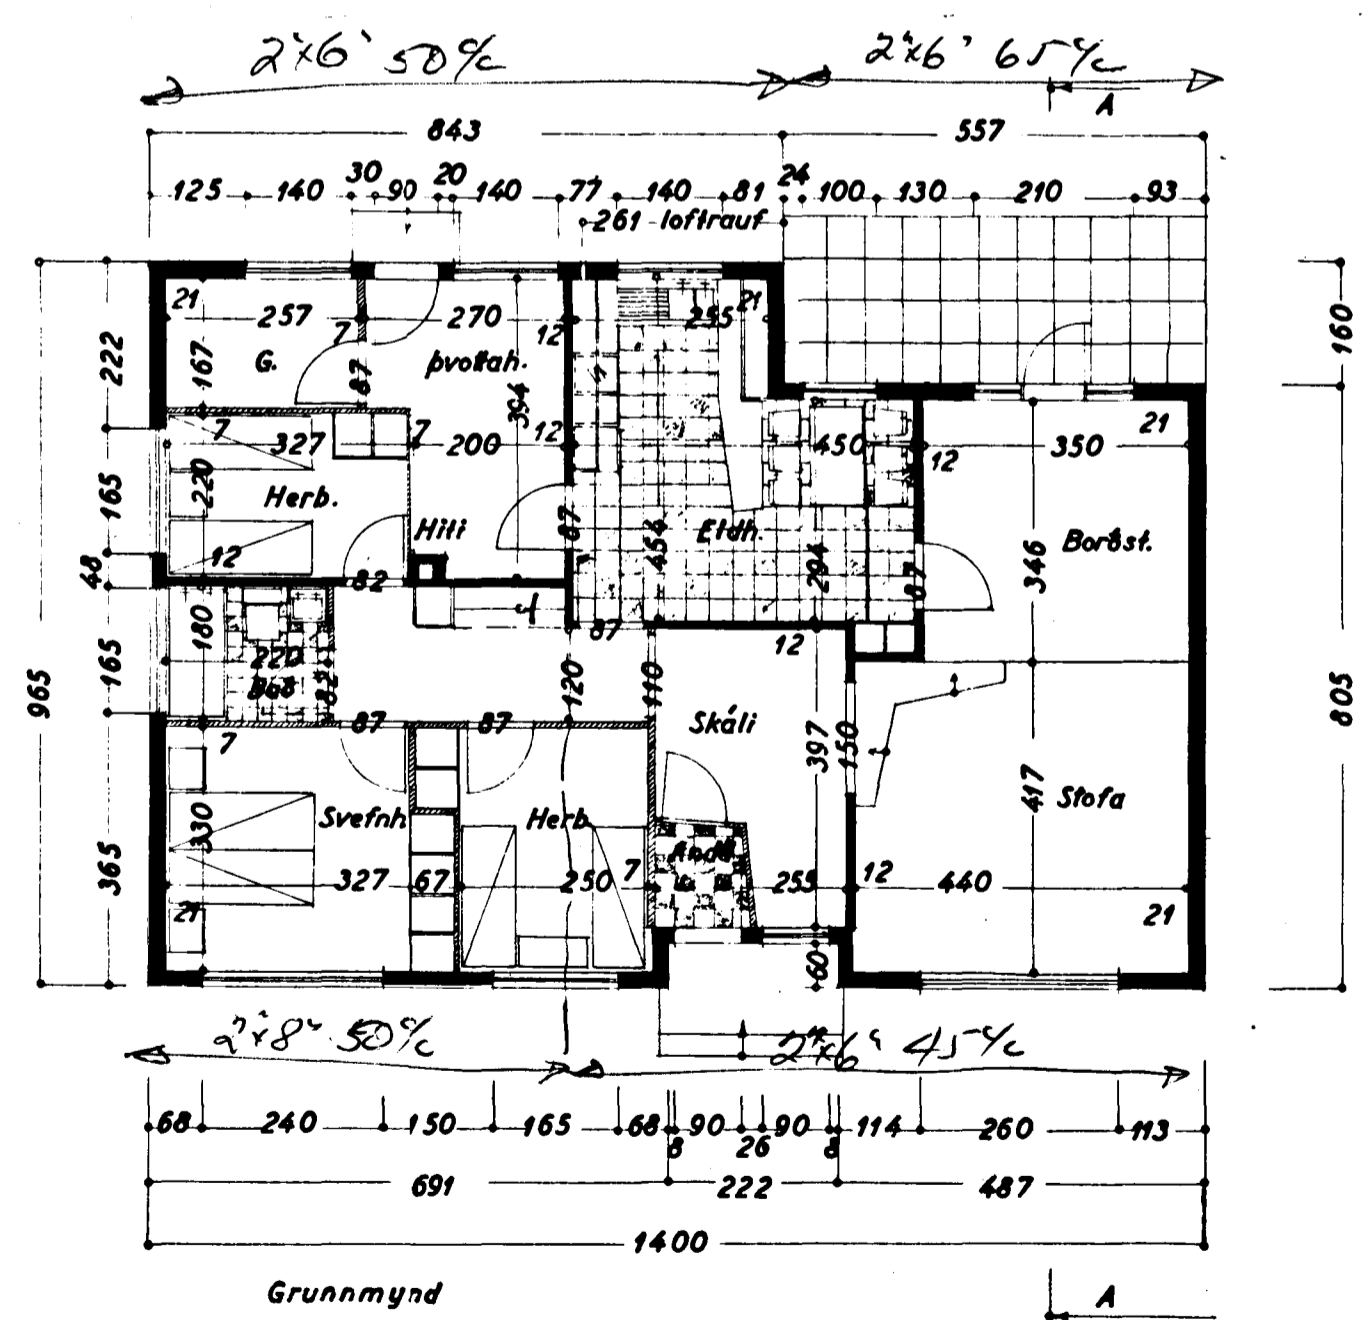 2"x6" 50 c/c 2"x6" 65 c/c
A
843 557
125 140 30 90 20 140 77 140 81 24 100 130 210 93
261 loftrauf
21 257 7 270 12 255 21
222 167 G. 87 þvottah. 394 160
7 327 7 200 12 450 12 350 21
165 220 Herb. Hiti 87 454 Eldh. 294 87 346 Borðst.
48 12 82
180 87 12
965 165 220 Bað 82 120 110 805
7 87 87 Skáli 397 150
330 Svefnh. Herb. 417 Stofa
365 Andd.
21 327 67 250 7 255 12 440 21
60
2"x8" 50 c/c 2"x6" 45 c/c
68 240 150 165 68 8 90 26 90 8 114 260 113
691 222 487
1400
Grunnmynd A